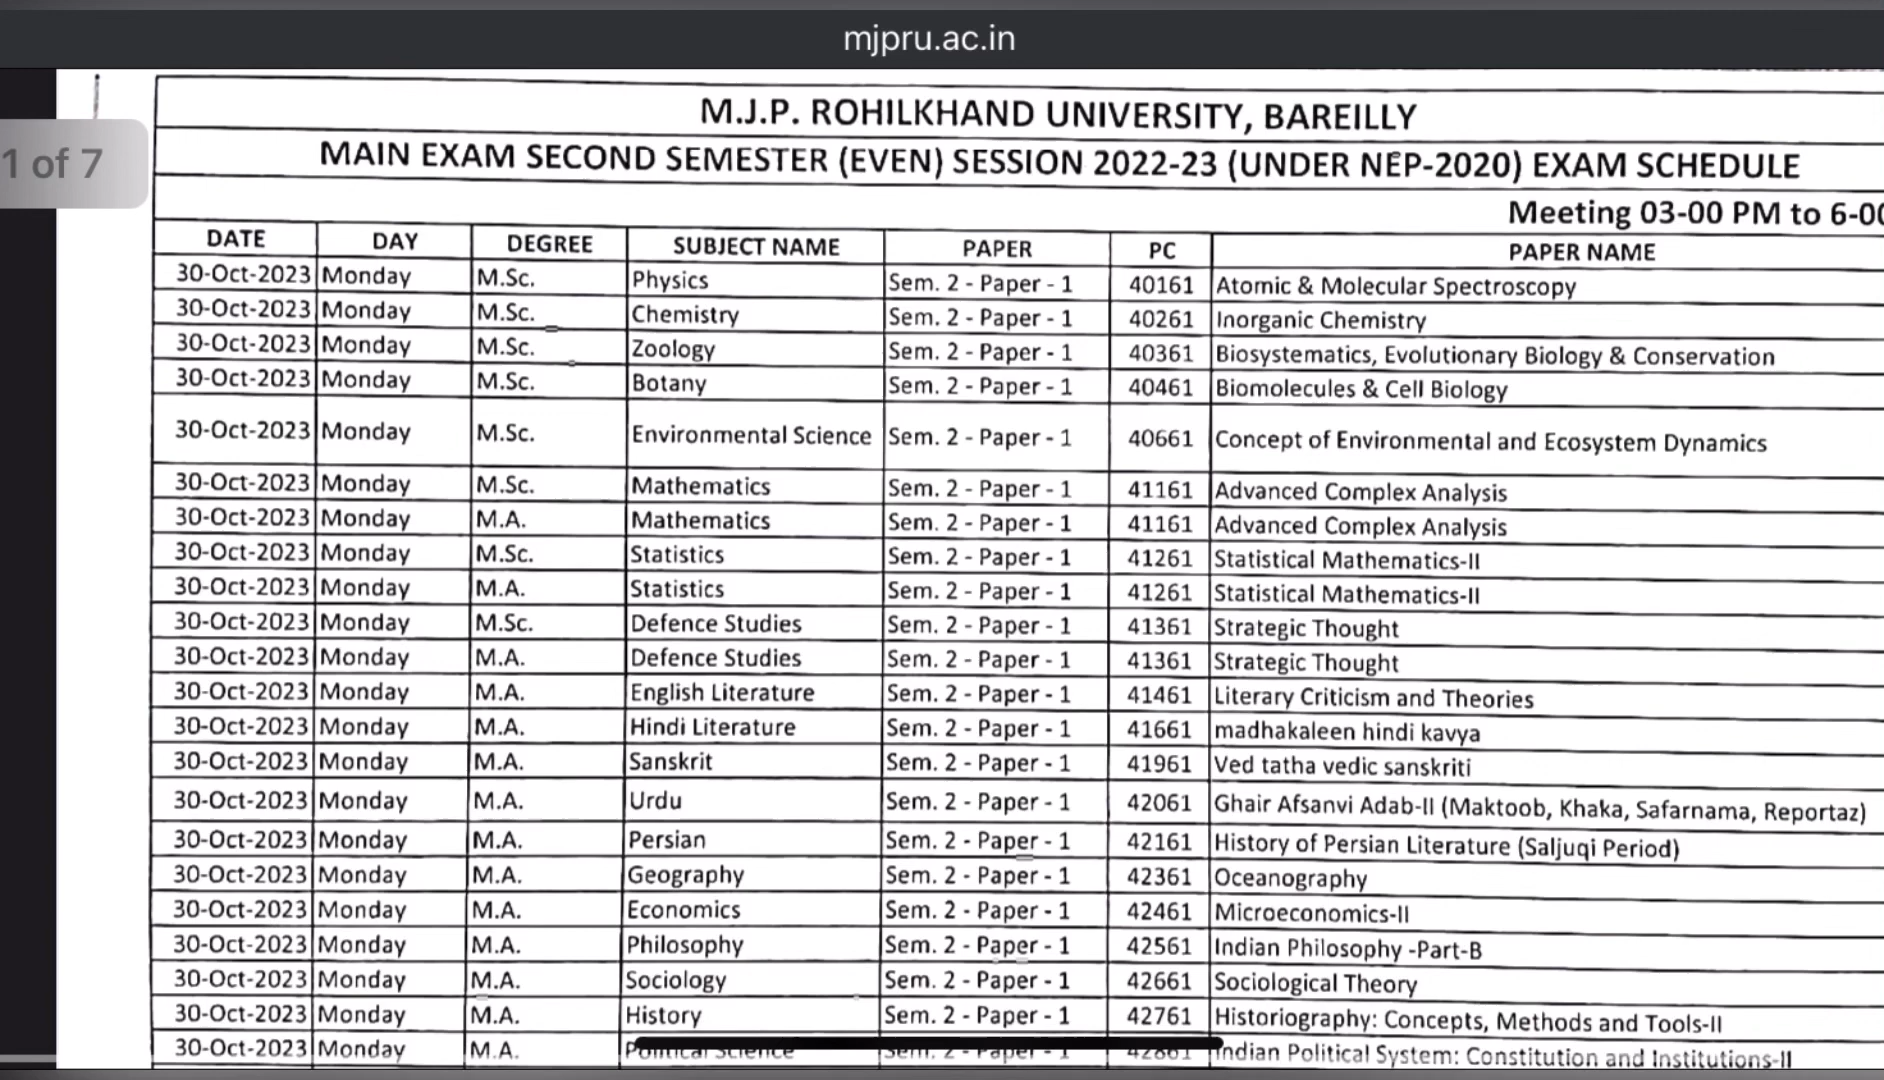 mjpru.ac.in
1 of 7
M.J.P. ROHILKHAND UNIVERSITY, BAREILLY
MAIN EXAM SECOND SEMESTER (EVEN) SESSION 2022-23 (UNDER NEP-2020) EXAM SCHEDULE
Meeting 03-00 PM to 6-00
DATE DAY DEGREE SUBJECT NAME PAPER PC PAPER NAME
30-Oct-2023 Monday M.Sc. Physics Sem. 2 - Paper - 1 40161 Atomic & Molecular Spectroscopy
30-Oct-2023 Monday M.Sc. Chemistry Sem. 2 - Paper - 1 40261 Inorganic Chemistry
30-Oct-2023 Monday M.Sc. Zoology Sem. 2 - Paper - 1 40361 Biosystematics, Evolutionary Biology & Conservation
30-Oct-2023 Monday M.Sc. Botany Sem. 2 - Paper - 1 40461 Biomolecules & Cell Biology
30-Oct-2023 Monday M.Sc. Environmental Science Sem. 2 - Paper - 1 40661 Concept of Environmental and Ecosystem Dynamics
30-Oct-2023 Monday M.Sc. Mathematics Sem. 2 - Paper - 1 41161 Advanced Complex Analysis
30-Oct-2023 Monday M.A. Mathematics Sem. 2 - Paper - 1 41161 Advanced Complex Analysis
30-Oct-2023 Monday M.Sc. Statistics Sem. 2 - Paper - 1 41261 Statistical Mathematics-II
30-Oct-2023 Monday M.A. Statistics Sem. 2 - Paper - 1 41261 Statistical Mathematics-II
30-Oct-2023 Monday M.Sc. Defence Studies Sem. 2 - Paper - 1 41361 Strategic Thought
30-Oct-2023 Monday M.A. Defence Studies Sem. 2 - Paper - 1 41361 Strategic Thought
30-Oct-2023 Monday M.A. English Literature Sem. 2 - Paper - 1 41461 Literary Criticism and Theories
30-Oct-2023 Monday M.A. Hindi Literature Sem. 2 - Paper - 1 41661 madhakaleen hindi kavya
30-Oct-2023 Monday M.A. Sanskrit Sem. 2 - Paper - 1 41961 Ved tatha vedic sanskriti
30-Oct-2023 Monday M.A. Urdu Sem. 2 - Paper - 1 42061 Ghair Afsanvi Adab-II (Maktoob, Khaka, Safarnama, Reportaz)
30-Oct-2023 Monday M.A. Persian Sem. 2 - Paper - 1 42161 History of Persian Literature (Saljuqi Period)
30-Oct-2023 Monday M.A. Geography Sem. 2 - Paper - 1 42361 Oceanography
30-Oct-2023 Monday M.A. Economics Sem. 2 - Paper - 1 42461 Microeconomics-II
30-Oct-2023 Monday M.A. Philosophy Sem. 2 - Paper - 1 42561 Indian Philosophy -Part-B
30-Oct-2023 Monday M.A. Sociology Sem. 2 - Paper - 1 42661 Sociological Theory
30-Oct-2023 Monday M.A. History Sem. 2 - Paper - 1 42761 Historiography: Concepts, Methods and Tools-II
30-Oct-2023 Monday M.A. Political Science Sem. 2 - Paper - 1 42861 Indian Political System: Constitution and Institutions-II